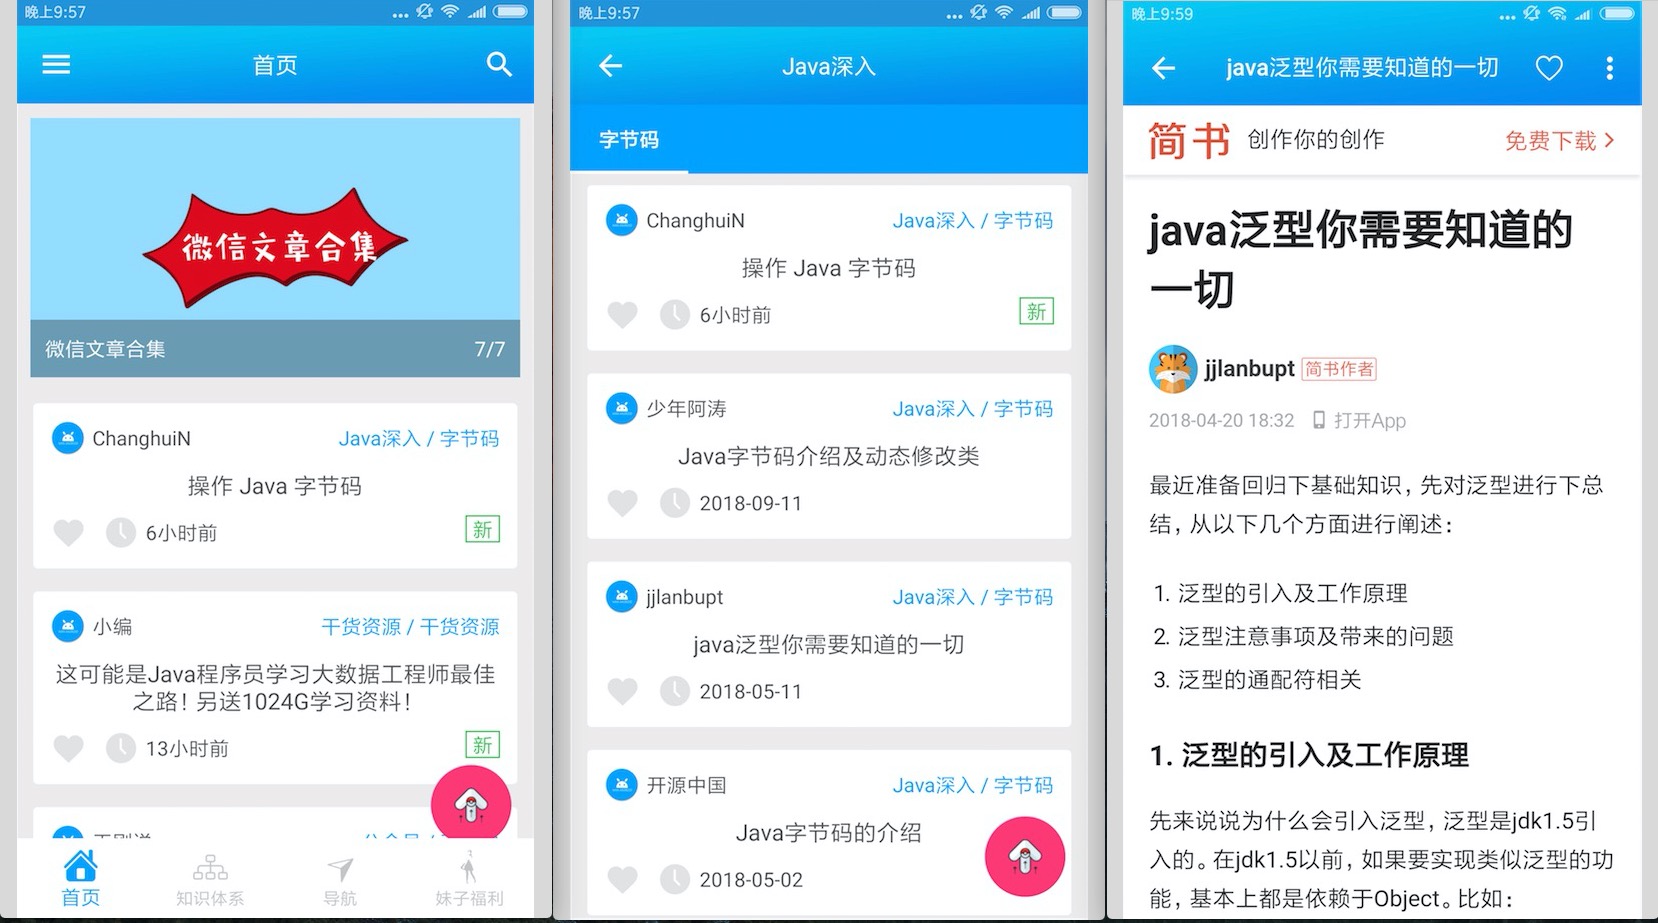 晚上9:57
首页
微信文章合集
微信文章合集
7/7
ChanghuiN
Java深入 / 字节码
操作 Java 字节码
6小时前
新
小编
干货资源 / 干货资源
这可能是Java程序员学习大数据工程师最佳
之路！另送1024G学习资料！
13小时前
新
首页
知识体系
导航
妹子福利
晚上9:57
Java深入
字节码
ChanghuiN
Java深入 / 字节码
操作 Java 字节码
6小时前
新
少年阿涛
Java深入 / 字节码
Java字节码介绍及动态修改类
2018-09-11
jjlanbupt
Java深入 / 字节码
java泛型你需要知道的一切
2018-05-11
开源中国
Java深入 / 字节码
Java字节码的介绍
2018-05-02
晚上9:59
java泛型你需要知道的一切
简书
创作你的创作
免费下载
java泛型你需要知道的
一切
jjlanbupt
简书作者
2018-04-20 18:32
打开App
最近准备回归下基础知识，先对泛型进行下总
结，从以下几个方面进行阐述：
1. 泛型的引入及工作原理
2. 泛型注意事项及带来的问题
3. 泛型的通配符相关
1. 泛型的引入及工作原理
先来说说为什么会引入泛型，泛型是jdk1.5引
入的。在jdk1.5以前，如果要实现类似泛型的功
能，基本上都是依赖于Object。比如：